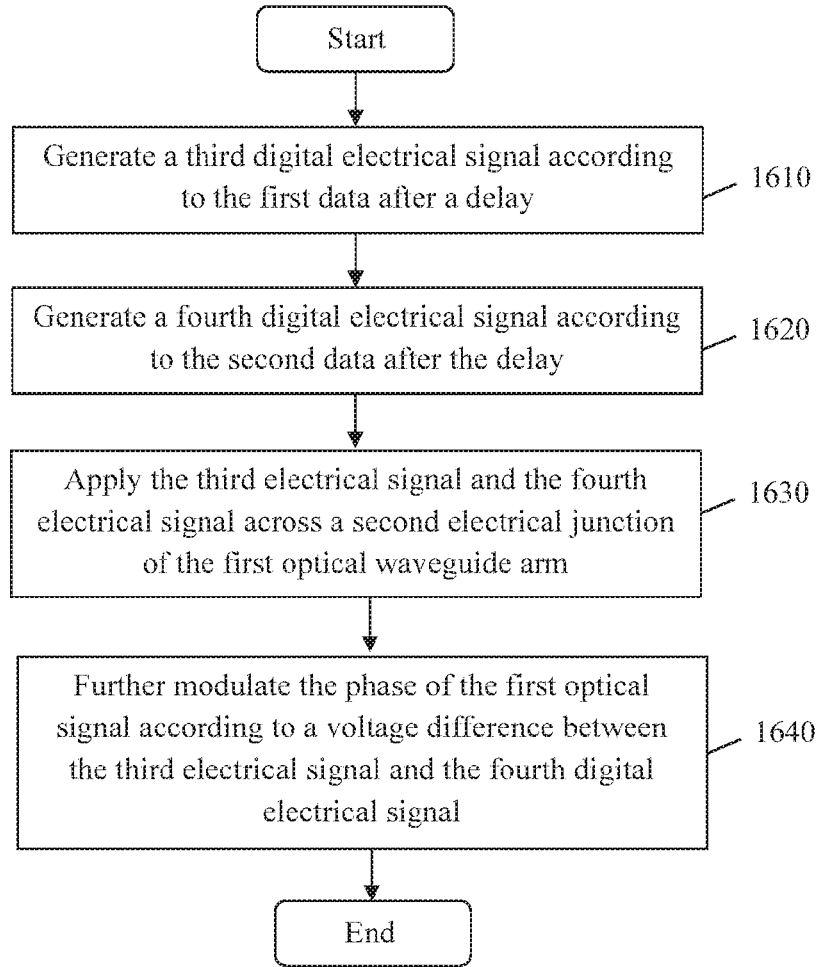 Start
Generate a third digital electrical signal according
to the first data after a delay
1610
Generate a fourth digital electrical signal according
to the second data after the delay
1620
Apply the third electrical signal and the fourth
electrical signal across a second electrical junction
of the first optical waveguide arm
1630
Further modulate the phase of the first optical
signal according to a voltage difference between
the third electrical signal and the fourth digital
electrical signal
1640
End